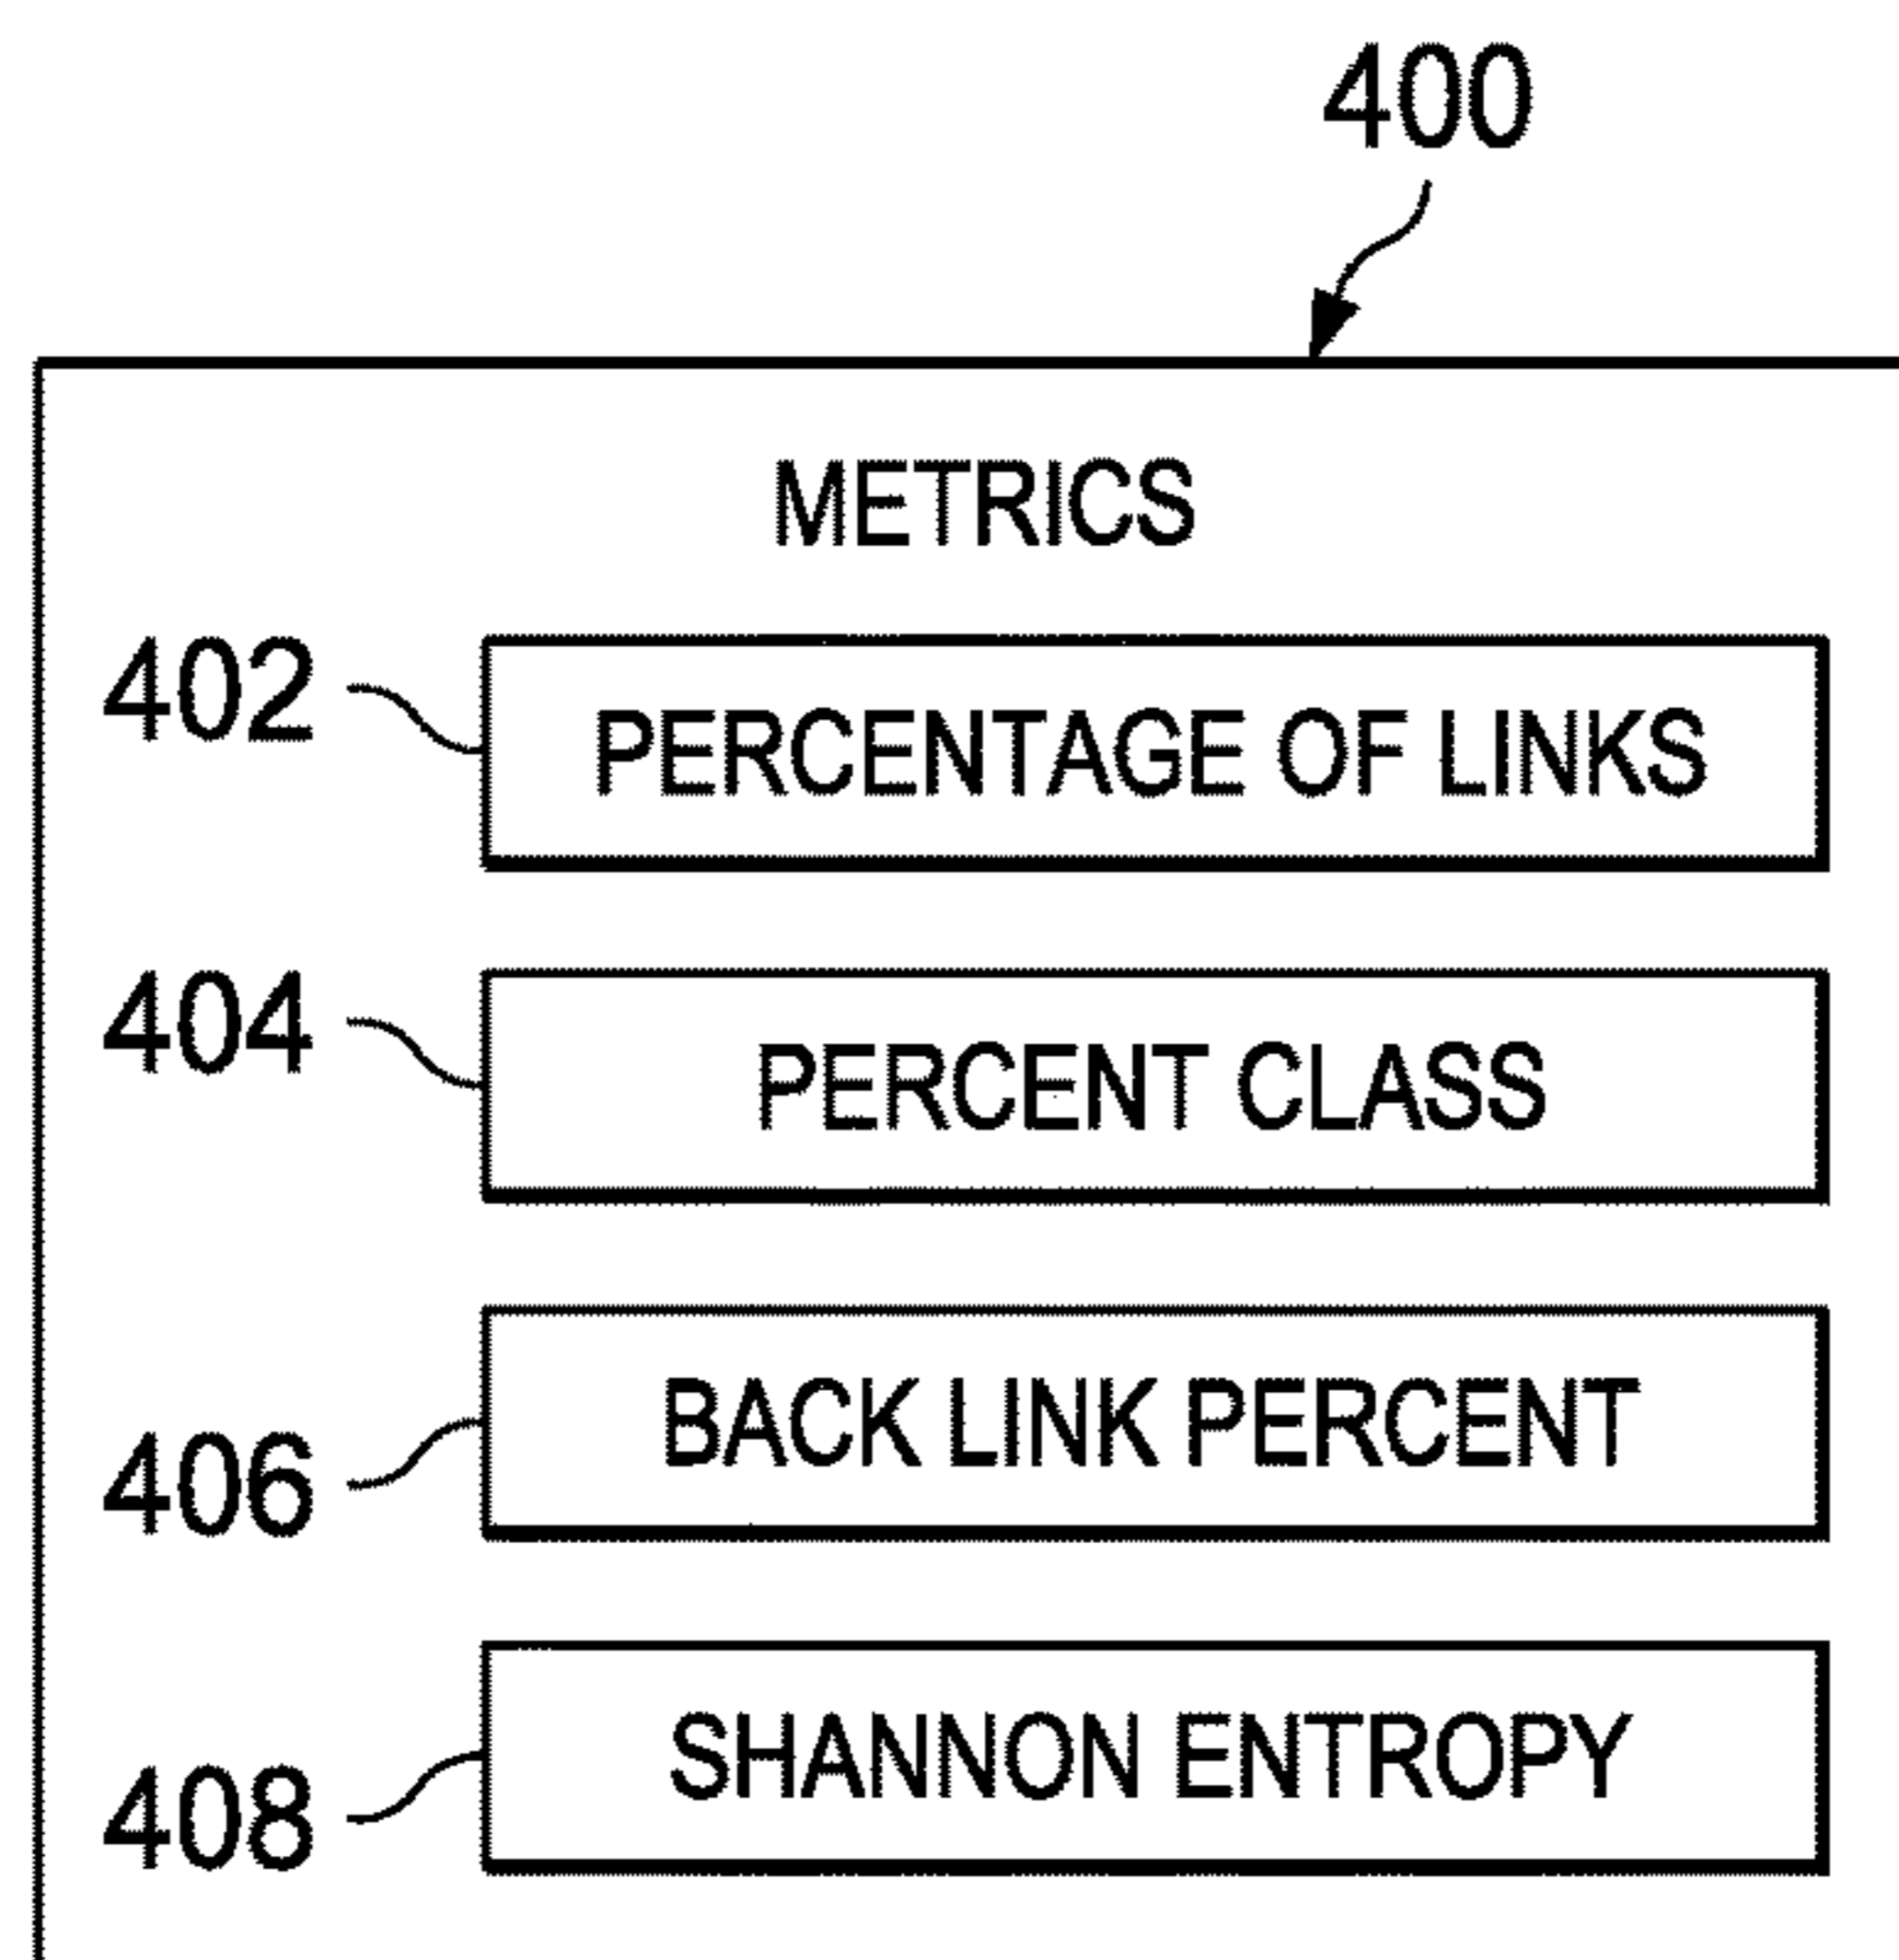 400
METRICS
402
PERCENTAGE OF LINKS
404
PERCENT CLASS
406
BACK LINK PERCENT
408
SHANNON ENTROPY